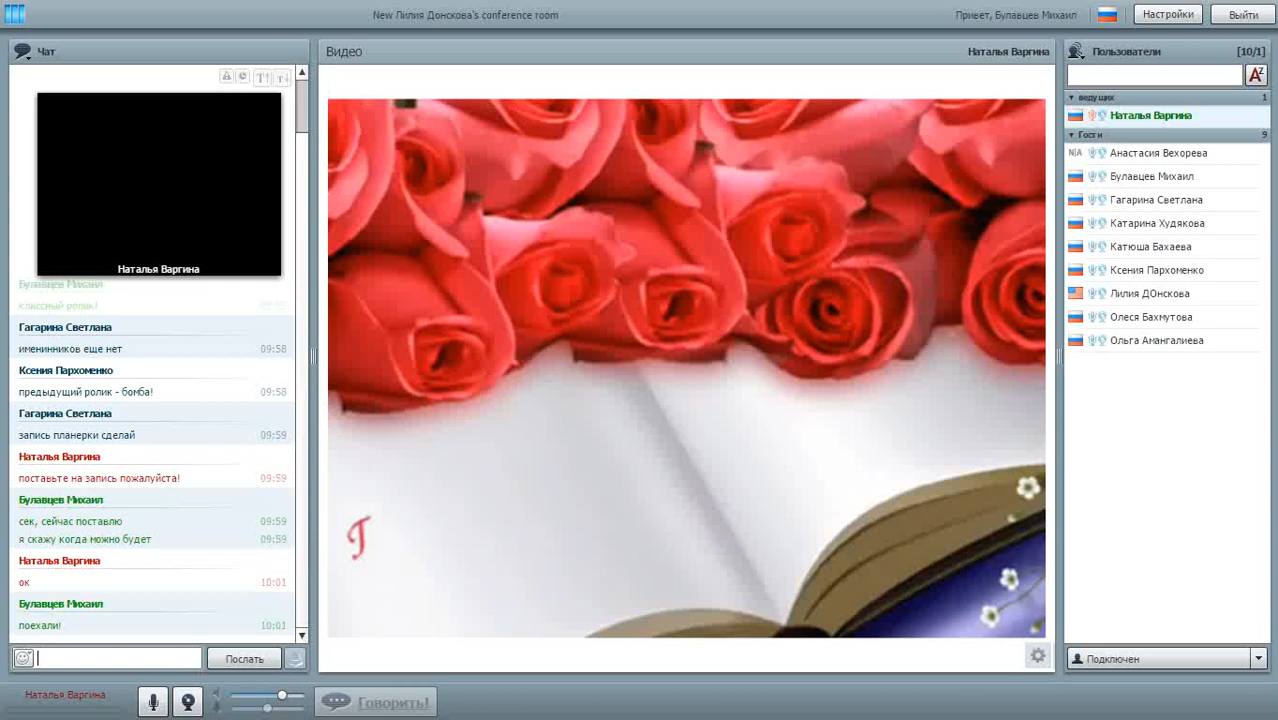 New Лилия Донскова's conference room
Привет, Булавцев Михаил
Настройки
Выйти
Чат
Наталья Варгина
Булавцев Михаил
классный ролик!
Гагарина Светлана
именинников еще нет 09:58
Ксения Пархоменко
предыдущий ролик - бомба! 09:58
Гагарина Светлана
запись планерки сделай 09:59
Наталья Варгина
поставьте на запись пожалуйста! 09:59
Булавцев Михаил
сек, сейчас поставлю 09:59
я скажу когда можно будет 09:59
Наталья Варгина
ок 10:01
Булавцев Михаил
поехали! 10:01
Послать
Видео
Наталья Варгина
Т
Пользователи [10/1]
ведущих 1
Наталья Варгина
Гости 9
N|A Анастасия Вехорева
Булавцев Михаил
Гагарина Светлана
Катарина Худякова
Катюша Бахаева
Ксения Пархоменко
Лилия ДОнскова
Олеся Бахмутова
Ольга Амангалиева
Подключен
Наталья Варгина
Говорить!